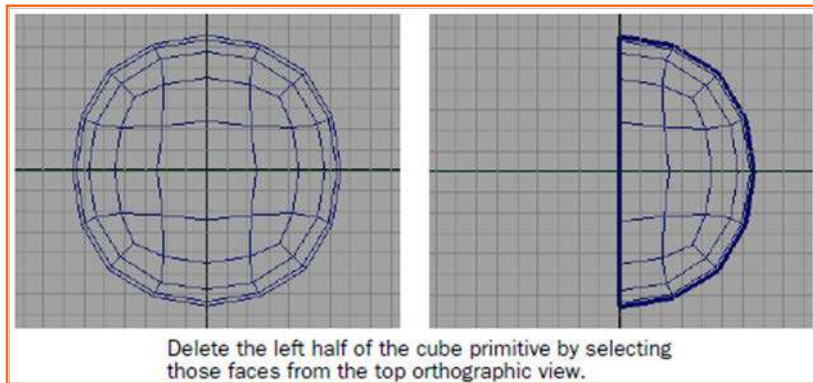 Delete the left half of the cube primitive by selecting
those faces from the top orthographic view.